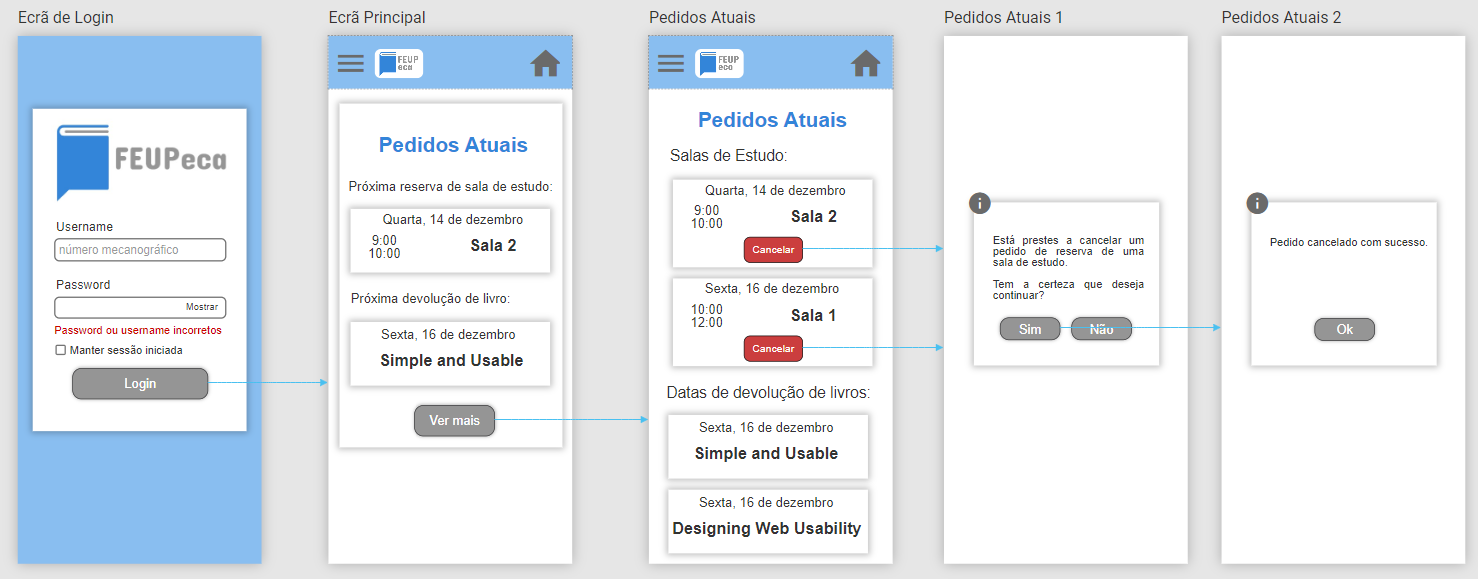 Ecrã de Login
FEUPeca
Username
número mecanográfico
Password
Mostrar
Password ou username incorretos
Manter sessão iniciada
Login
Ecrã Principal
FEUP
eca
Pedidos Atuais
Próxima reserva de sala de estudo:
Quarta, 14 de dezembro
9:00
10:00
Sala 2
Próxima devolução de livro:
Sexta, 16 de dezembro
Simple and Usable
Ver mais
Pedidos Atuais
FEUP
eca
Pedidos Atuais
Salas de Estudo:
Quarta, 14 de dezembro
9:00
10:00
Sala 2
Cancelar
Sexta, 16 de dezembro
10:00
12:00
Sala 1
Cancelar
Datas de devolução de livros:
Sexta, 16 de dezembro
Simple and Usable
Sexta, 16 de dezembro
Designing Web Usability
Pedidos Atuais 1
i
Está prestes a cancelar um
pedido de reserva de uma
sala de estudo.
Tem a certeza que deseja
continuar?
Sim Não
Pedidos Atuais 2
i
Pedido cancelado com sucesso.
Ok